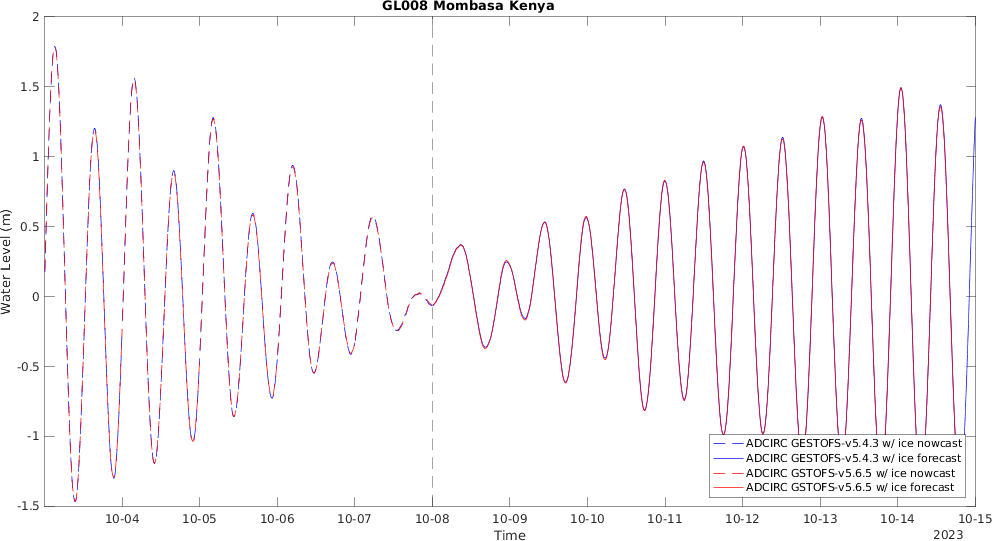 GL008 Mombasa Kenya
2
1.5
1
0.5
0
-0.5
-1
-1.5
Water Level (m)
ADCIRC GESTOFS-v5.4.3 w/ ice nowcast
ADCIRC GESTOFS-v5.4.3 w/ ice forecast
ADCIRC GSTOFS-v5.6.5 w/ ice nowcast
ADCIRC GSTOFS-v5.6.5 w/ ice forecast
10-04 10-05 10-06 10-07 10-08 10-09 10-10 10-11 10-12 10-13 10-14 10-15
Time
2023